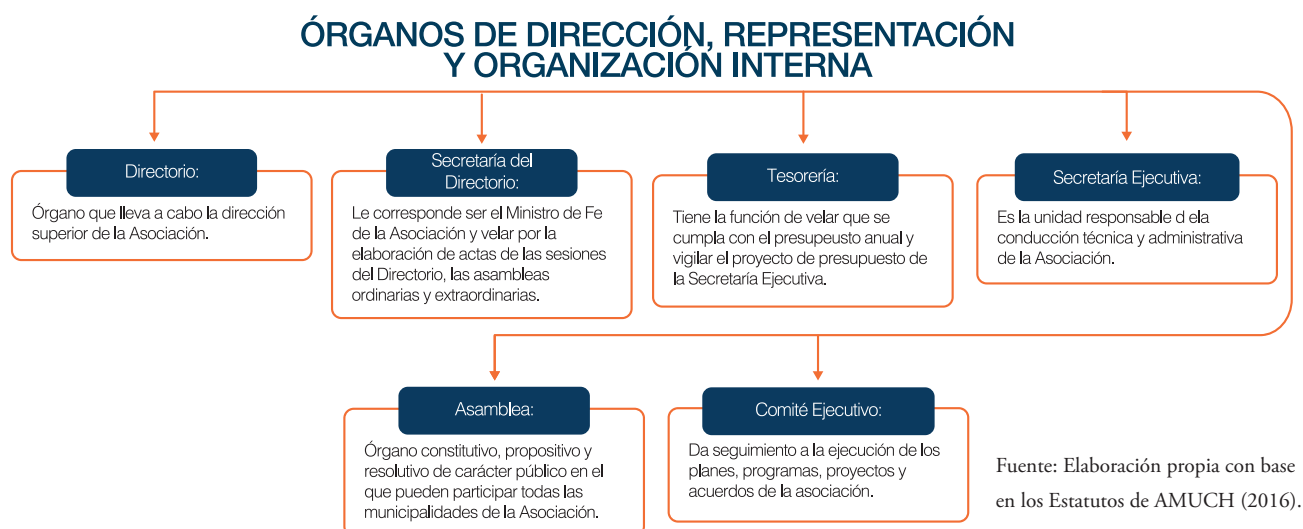 ÓRGANOS DE DIRECCIÓN, REPRESENTACIÓN
Y ORGANIZACIÓN INTERNA
Directorio:
Órgano que lleva a cabo la dirección
superior de la Asociación.
Secretaría del
Directorio:
Le corresponde ser el Ministro de Fe
de la Asociación y velar por la
elaboración de actas de las sesiones
del Directorio, las asambleas
ordinarias y extraordinarias.
Tesorería:
Tiene la función de velar que se
cumpla con el presupeusto anual y
vigilar el proyecto de presupuesto de
la Secretaría Ejecutiva.
Secretaría Ejecutiva:
Es la unidad responsable d ela
conducción técnica y administrativa
de la Asociación.
Asamblea:
Órgano constitutivo, propositivo y
resolutivo de carácter público en el
que pueden participar todas las
municipalidades de la Asociación.
Comité Ejecutivo:
Da seguimiento a la ejecución de los
planes, programas, proyectos y
acuerdos de la asociación.
Fuente: Elaboración propia con base
en los Estatutos de AMUCH (2016).